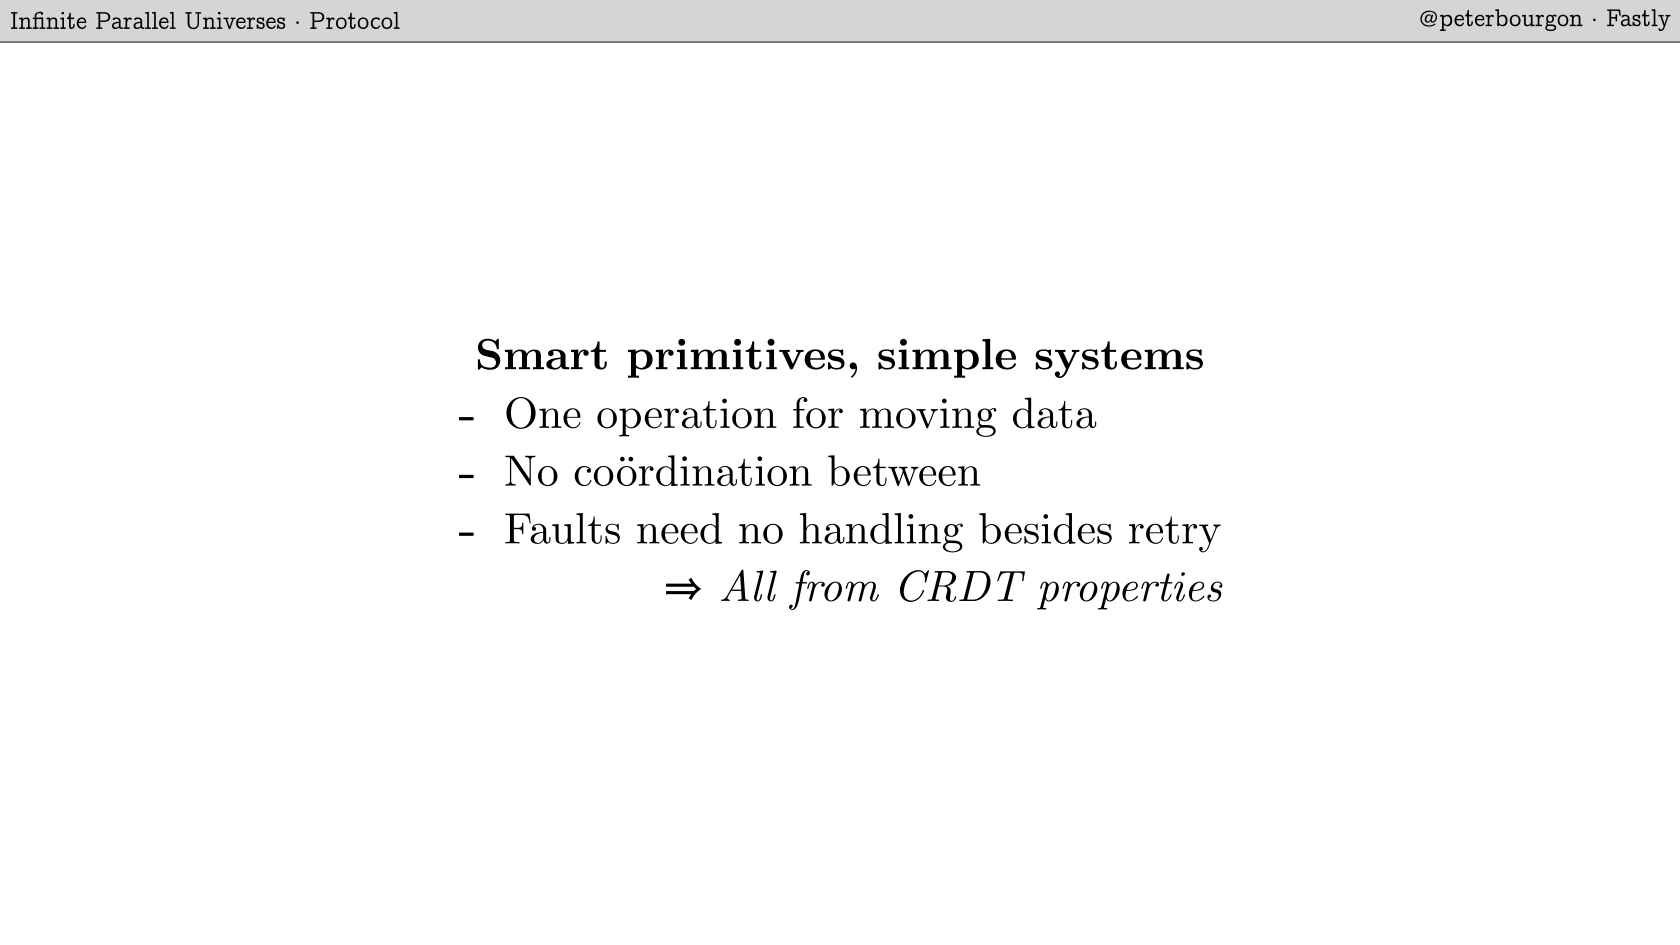 Infinite Parallel Universes · Protocol
@peterbourgon · Fastly
Smart primitives, simple systems
- One operation for moving data
- No coördination between
- Faults need no handling besides retry
⇒ All from CRDT properties